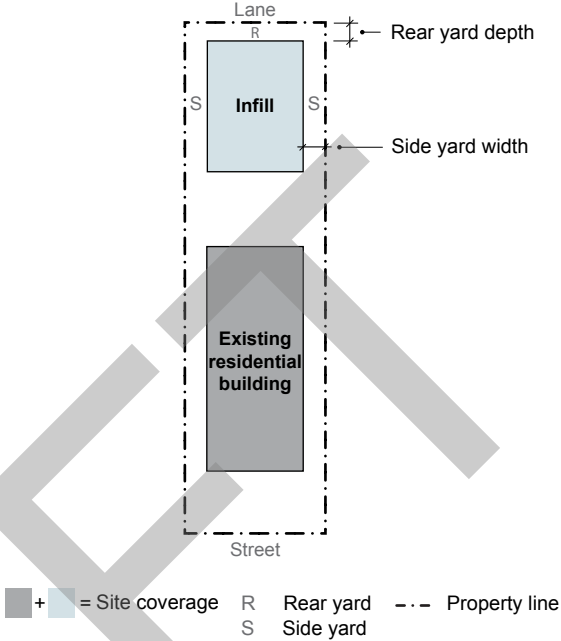 Lane
R
Rear yard depth
S
Infill
S
Side yard width
Existing
residential
building
Street
+ = Site coverage
R Rear yard
Property line
S Side yard